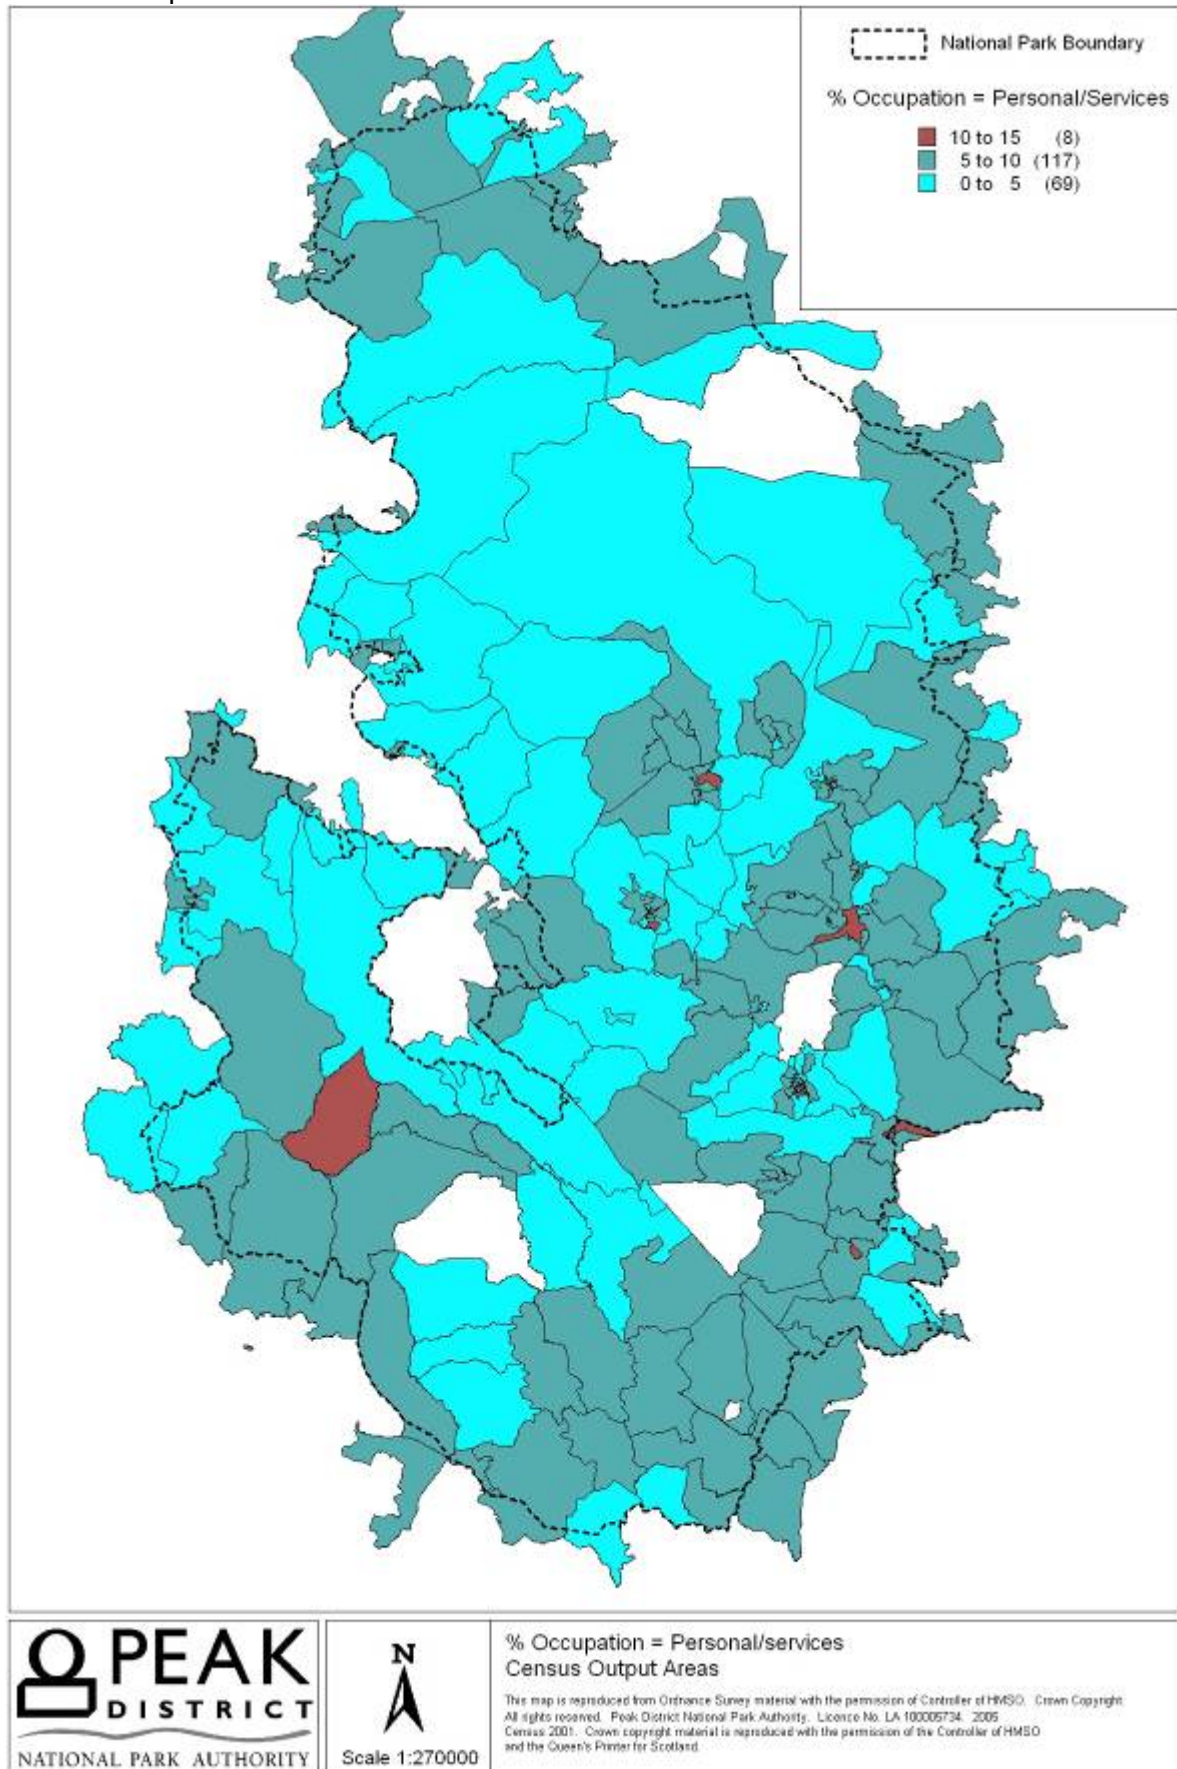 National Park Boundary
% Occupation = Personal/Services
10 to 15 (8)
5 to 10 (117)
0 to 5 (69)
PEAK
DISTRICT
NATIONAL PARK AUTHORITY
N
Scale 1:270000
% Occupation = Personal/services
Census Output Areas
This map is reproduced from Ordnance Survey material with the permission of Controller of HMSO. Crown Copyright.
All rights reserved. Peak District National Park Authority. Licence No. LA 100005734. 2005
Census 2001. Crown copyright material is reproduced with the permission of the Controller of HMSO
and the Queen's Printer for Scotland.